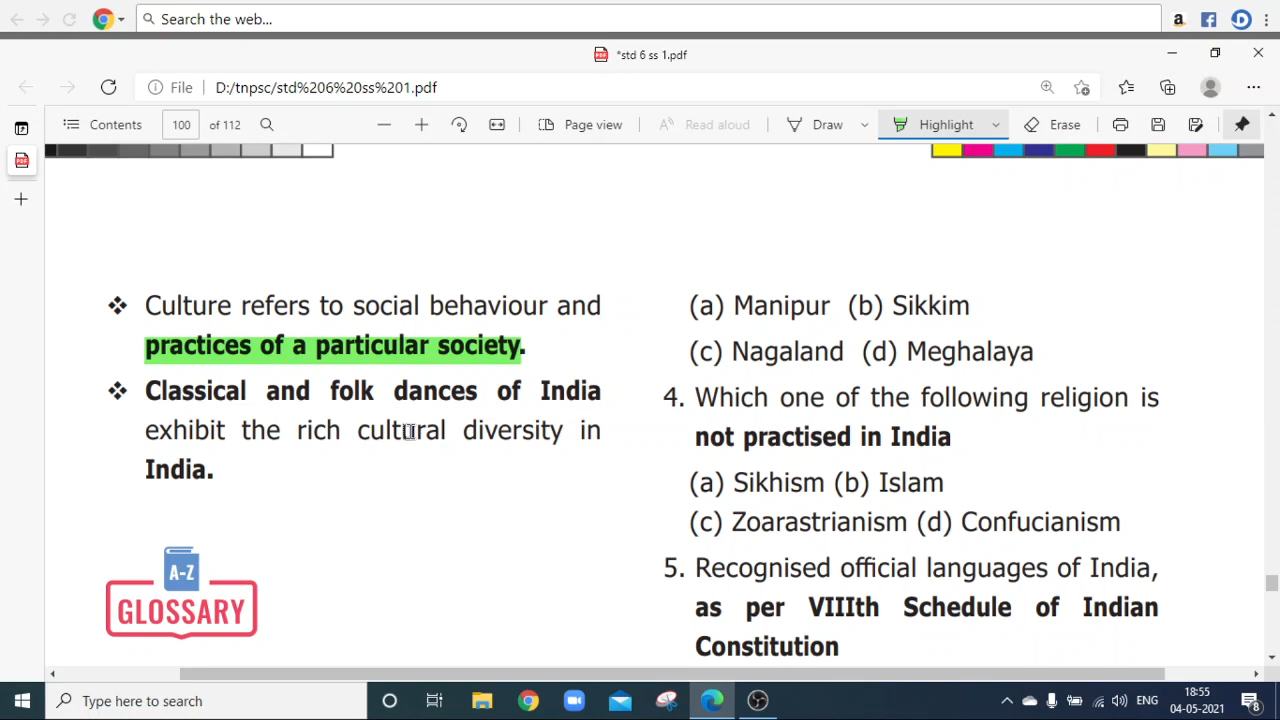 Search the web...
*std 6 ss 1.pdf
File D:/tnpsc/std%206%20ss%201.pdf
Contents 100 of 112 Page view Read aloud Draw Highlight Erase
❖ Culture refers to social behaviour and
practices of a particular society.
❖ Classical and folk dances of India
exhibit the rich cultural diversity in
India.
A-Z
GLOSSARY
(a) Manipur (b) Sikkim
(c) Nagaland (d) Meghalaya
4. Which one of the following religion is
not practised in India
(a) Sikhism (b) Islam
(c) Zoarastrianism (d) Confucianism
5. Recognised official languages of India,
as per VIIIth Schedule of Indian
Constitution
Type here to search
ENG
18:55
04-05-2021
8